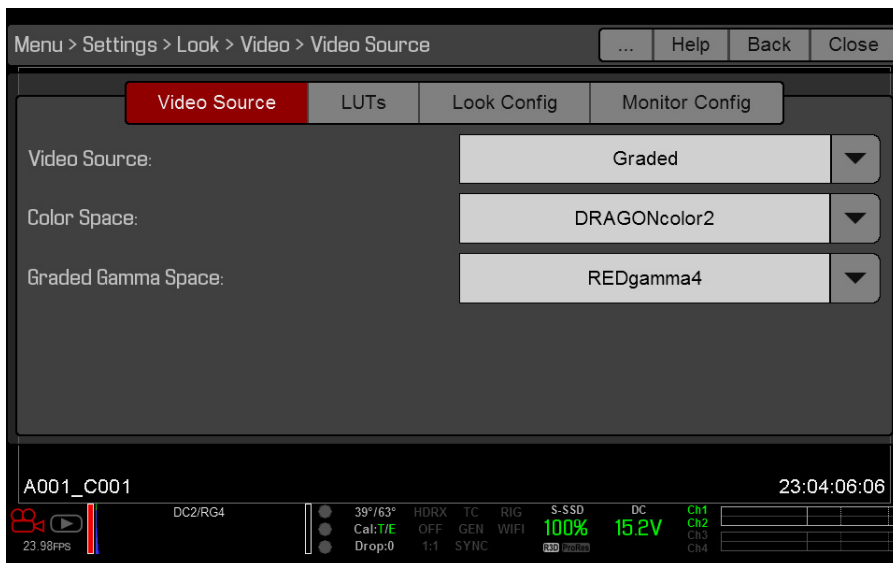 Menu > Settings > Look > Video > Video Source ... Help Back Close
Video Source LUTs Look Config Monitor Config
Video Source: Graded
Color Space: DRAGONcolor2
Graded Gamma Space: REDgamma4
A001_C001 23:04:06:06
DC2/RG4 39°/63° HDRX TC RIG S-SSD DC Ch1
Cal:T/E OFF GEN WIFI 100% 15.2V Ch2
Ch3
23.98FPS Drop:0 1:1 SYNC R3D ProRes Ch4